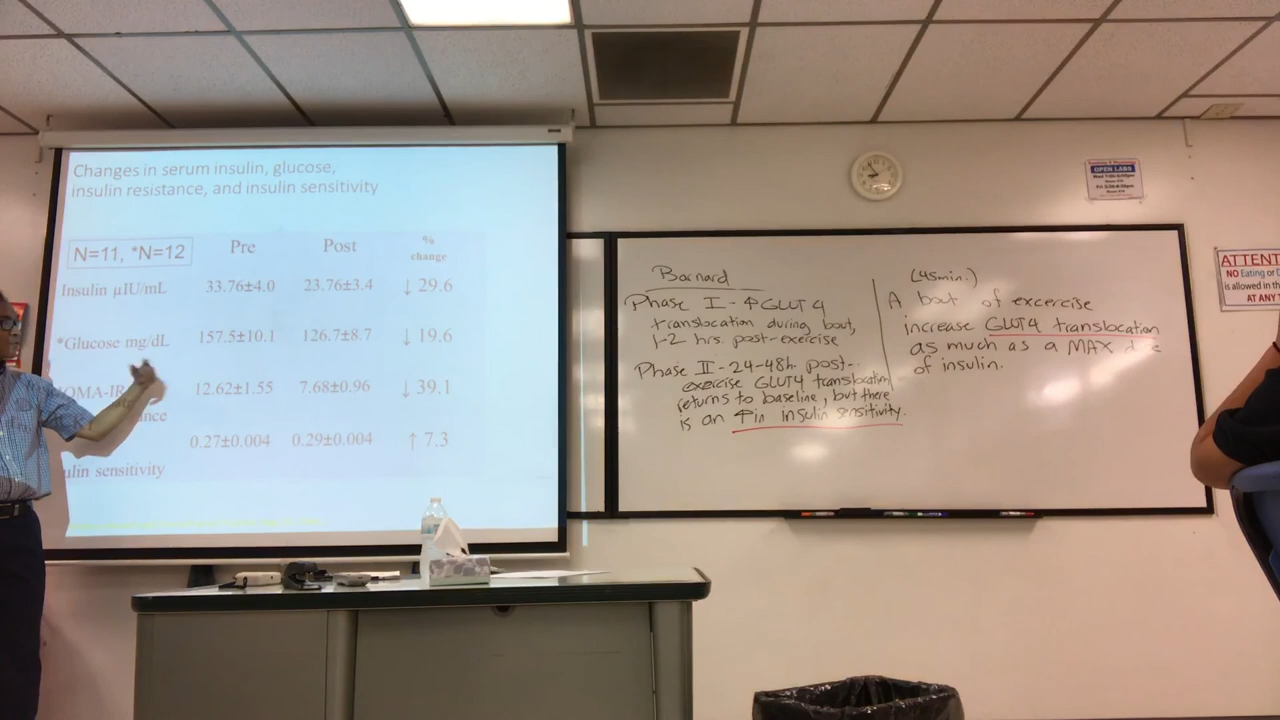 Changes in serum insulin, glucose,
insulin resistance, and insulin sensitivity
N=11, *N=12 Pre Post % change
Insulin µIU/mL 33.76±4.0 23.76±3.4 ↓ 29.6
*Glucose mg/dL 157.5±10.1 126.7±8.7 ↓ 19.6
OMA-IR 12.62±1.55 7.68±0.96 ↓ 39.1
ance
0.27±0.004 0.29±0.004 ↑ 7.3
ulin sensitivity
Barnard
Phase I - ↑GLUT4
translocation during bout,
1-2 hrs. post-exercise
Phase II - 24-48h. post-
exercise GLUT4 translocation
returns to baseline, but there
is an ↑ in insulin sensitivity.
(45min.)
A bout of excercise
increase GLUT4 translocation
as much as a MAX
of insulin.
OPEN LABS
ATTENT
NO Eating or D
is allowed in th
AT ANY